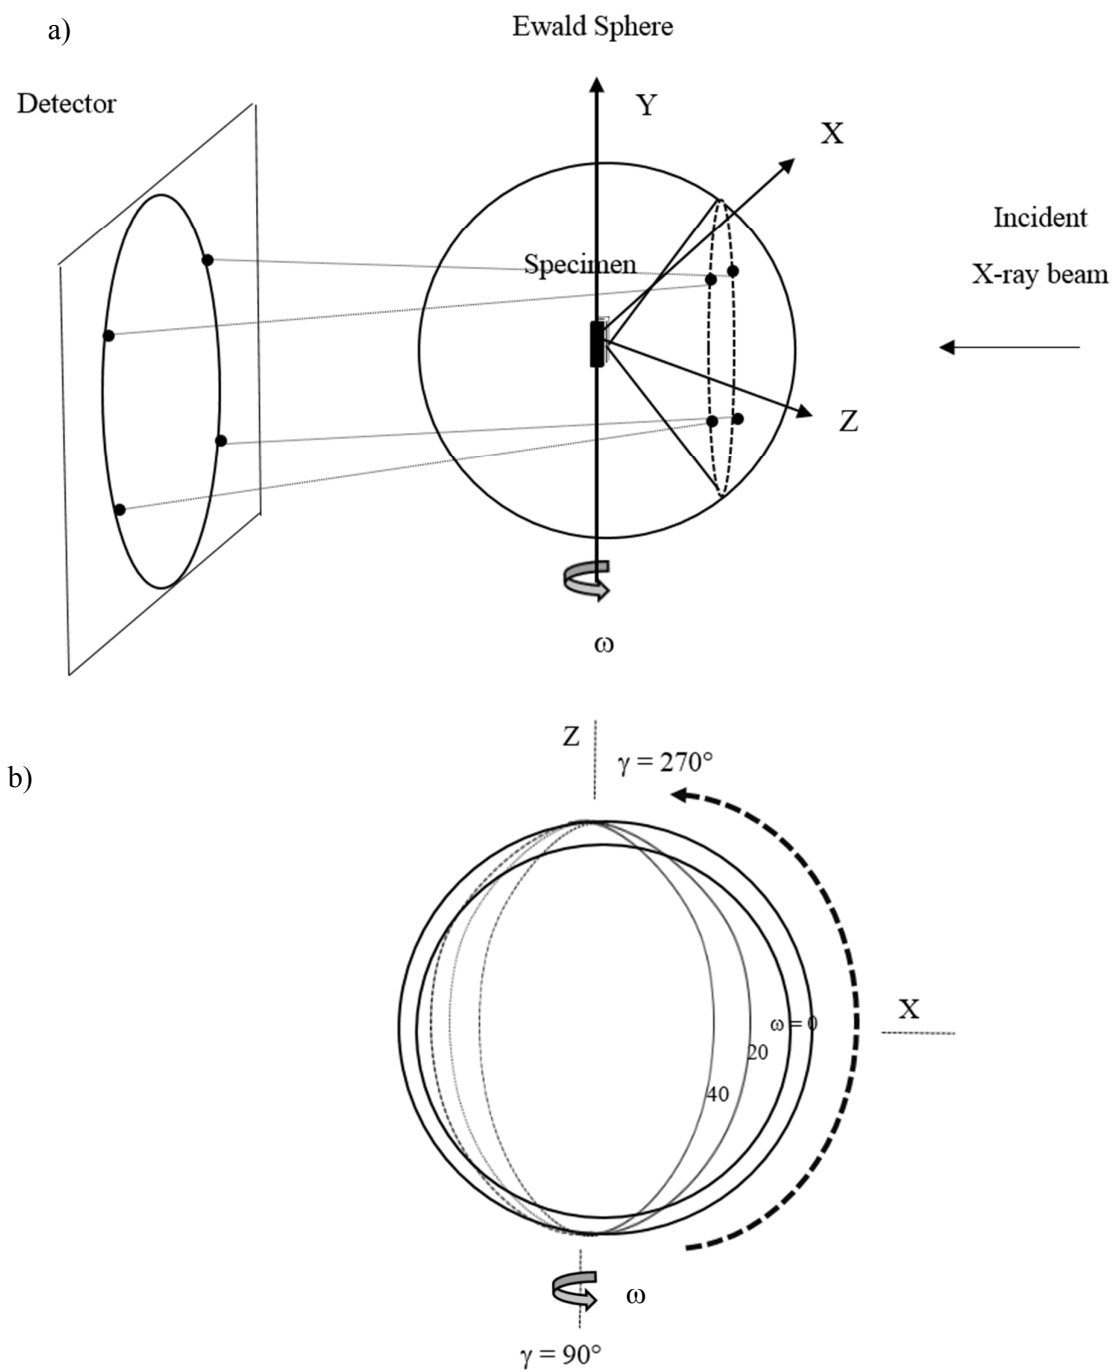 a)
Ewald Sphere
Detector
Y
X
Incident
X-ray beam
Specimen
Z
ω
b)
Z
γ = 270°
X
ω = 0
20
40
ω
γ = 90°